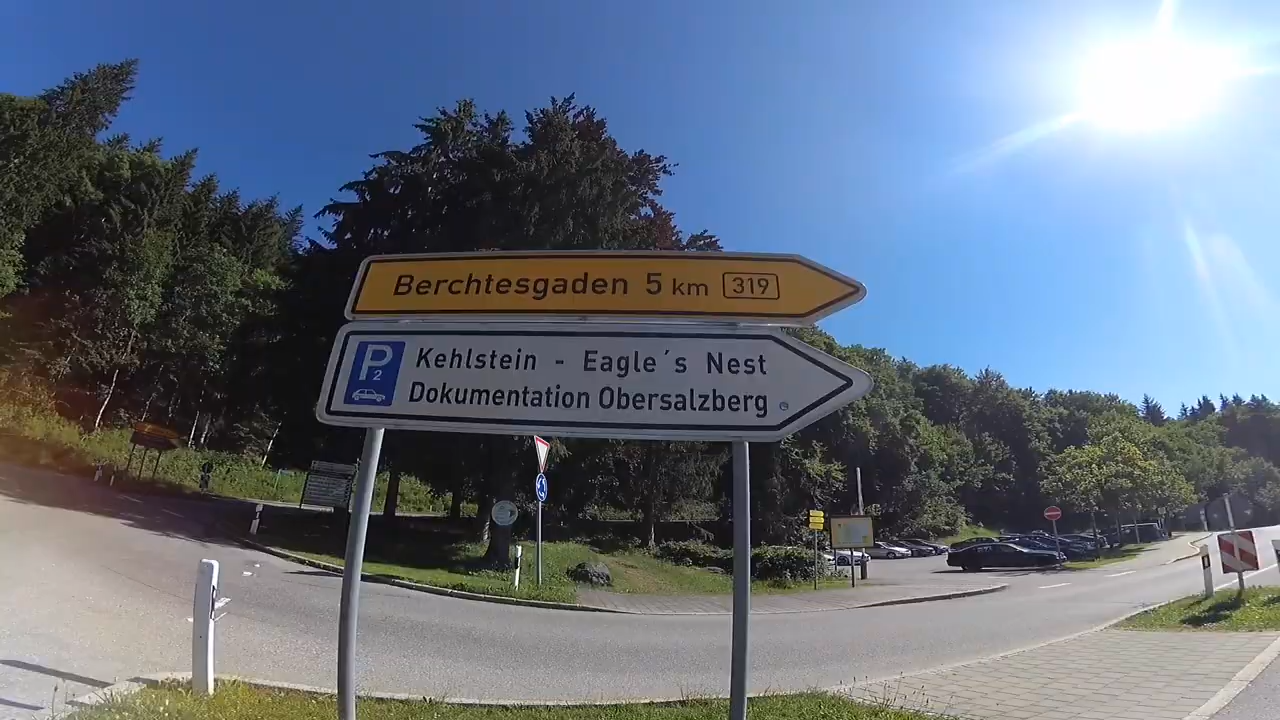 Berchtesgaden 5 km 319
P2 Kehlstein - Eagle´s Nest
Dokumentation Obersalzberg